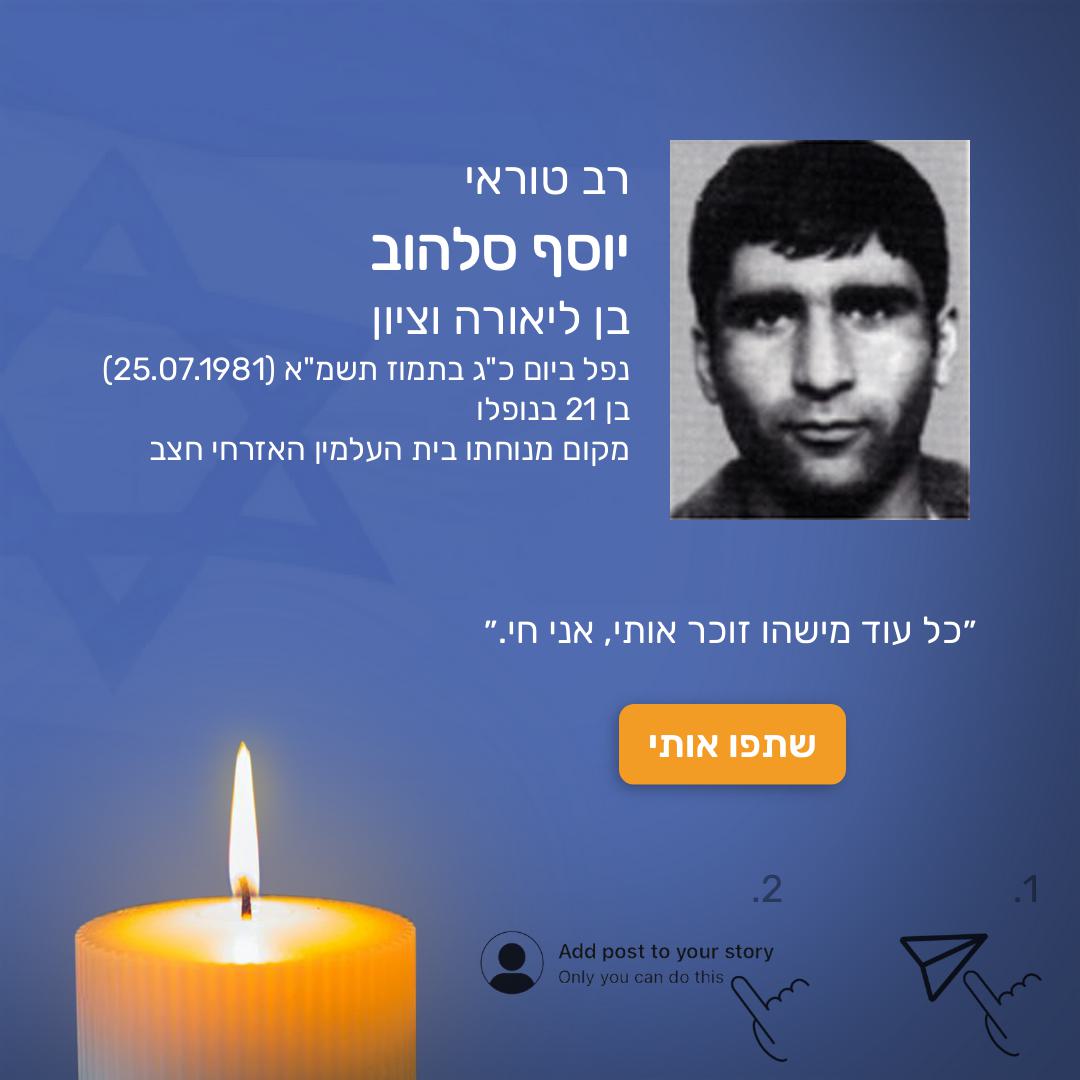 רב טוראי
יוסף סלהוב
בן ליאורה וציון
נפל ביום כ"ג בתמוז תשמ"א (25.07.1981)
בן 21 בנופלו
מקום מנוחתו בית העלמין האזרחי חצב
״כל עוד מישהו זוכר אותי, אני חי.״
שתפו אותי
.1
.2
Add post to your story
Only you can do this